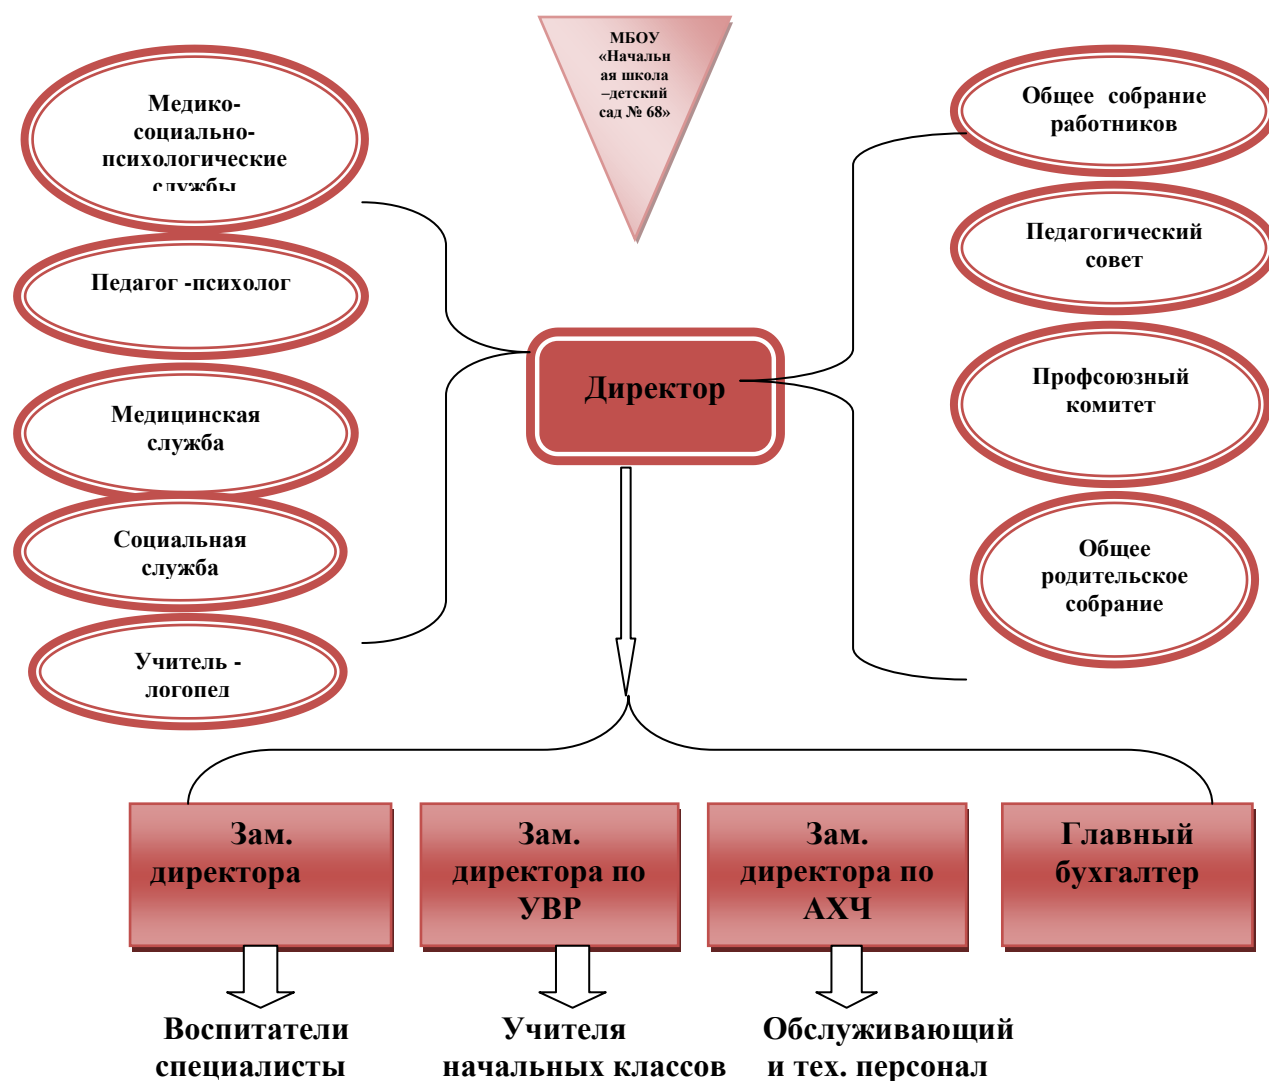 МБОУ
«Начальн
ая школа
–детский
сад № 68»
Медико-
социально-
психологические
службы
Педагог -психолог
Медицинская
служба
Социальная
служба
Учитель -
логопед
Директор
Общее собрание
работников
Педагогический
совет
Профсоюзный
комитет
Общее
родительское
собрание
Зам.
директора
Зам.
директора по
УВР
Зам.
директора по
АХЧ
Главный
бухгалтер
Воспитатели
специалисты
Учителя
начальных классов
Обслуживающий
и тех. персонал